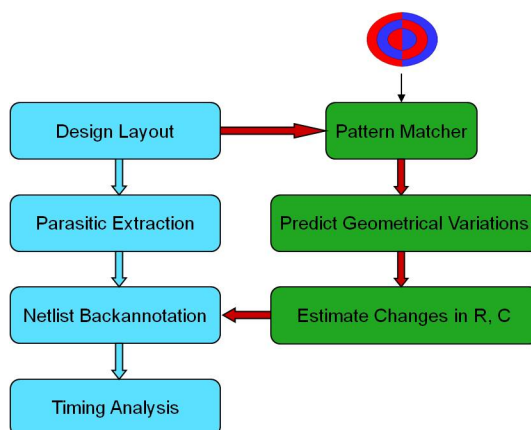 Design Layout
Pattern Matcher
Parasitic Extraction
Predict Geometrical Variations
Netlist Backannotation
Estimate Changes in R, C
Timing Analysis